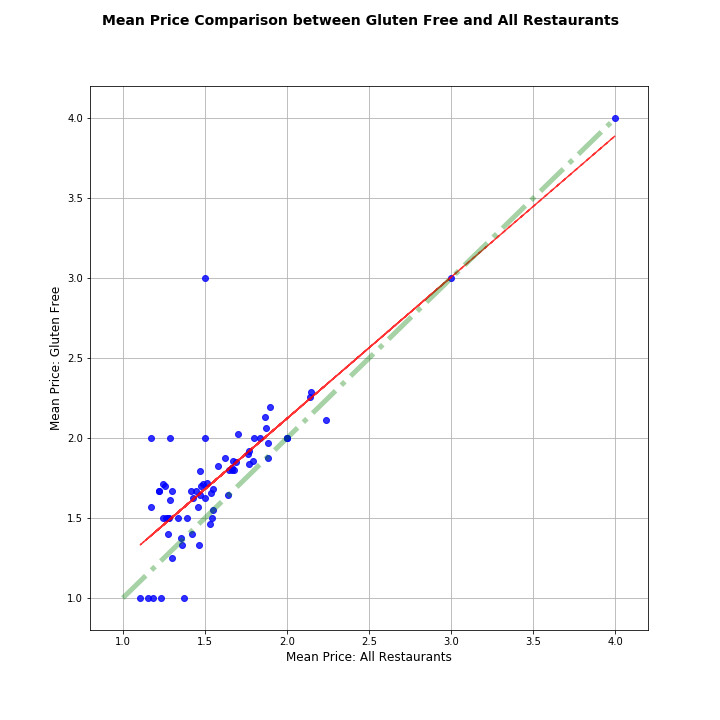 Mean Price Comparison between Gluten Free and All Restaurants
4.0
3.5
3.0
2.5
2.0
1.5
1.0
Mean Price: Gluten Free
1.0 1.5 2.0 2.5 3.0 3.5 4.0
Mean Price: All Restaurants